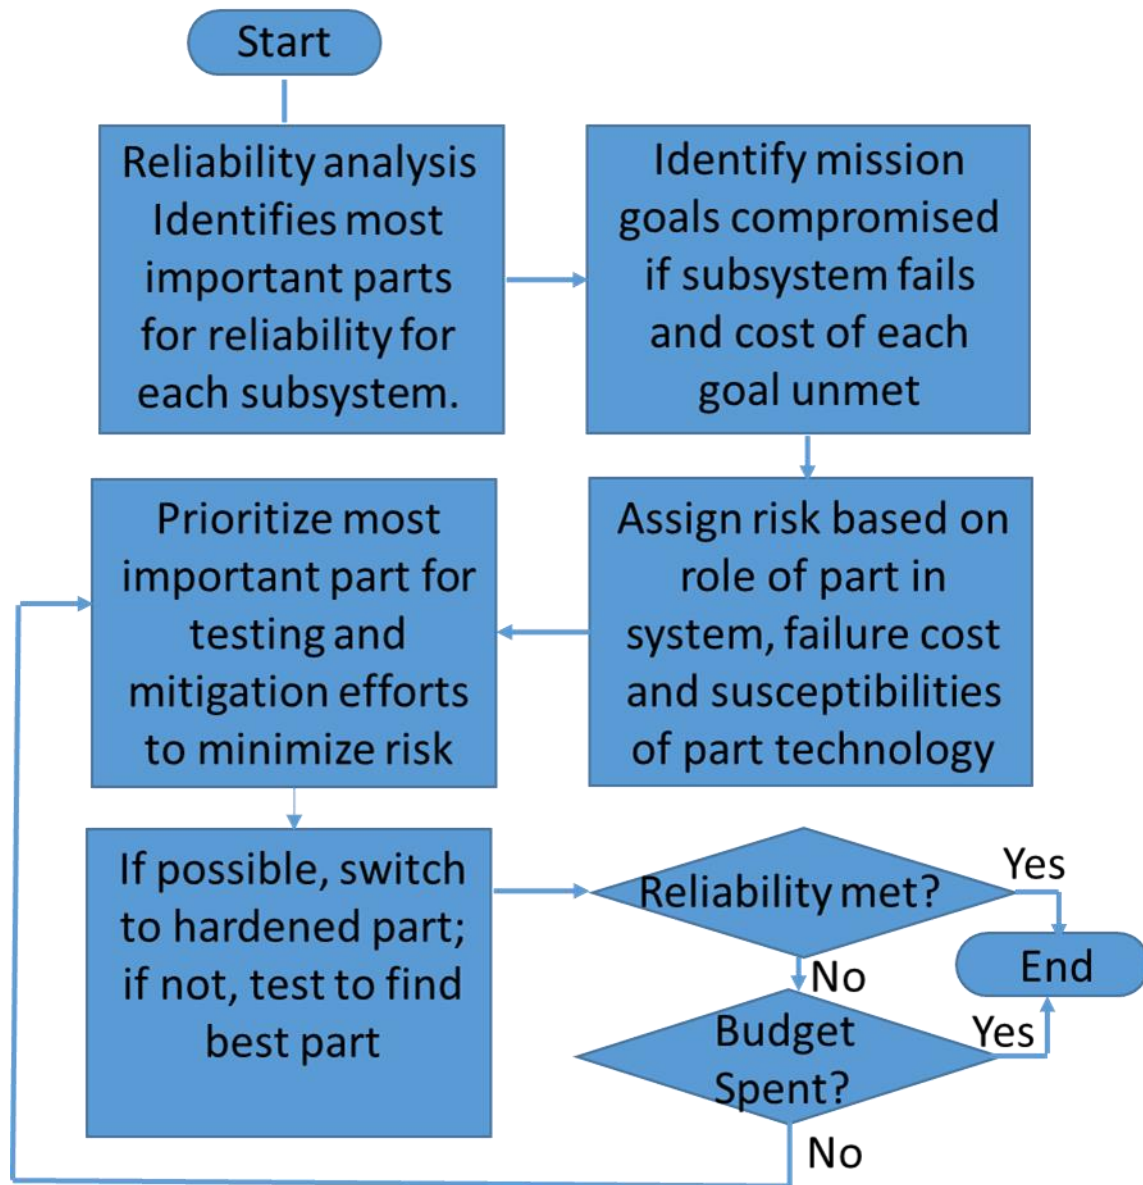 Start
Reliability analysis
Identifies most
important parts
for reliability for
each subsystem.
Identify mission
goals compromised
if subsystem fails
and cost of each
goal unmet
Assign risk based on
role of part in
system, failure cost
and susceptibilities
of part technology
Prioritize most
important part for
testing and
mitigation efforts
to minimize risk
If possible, switch
to hardened part;
if not, test to find
best part
Reliability met?
Yes
End
No
Budget
Spent?
Yes
No